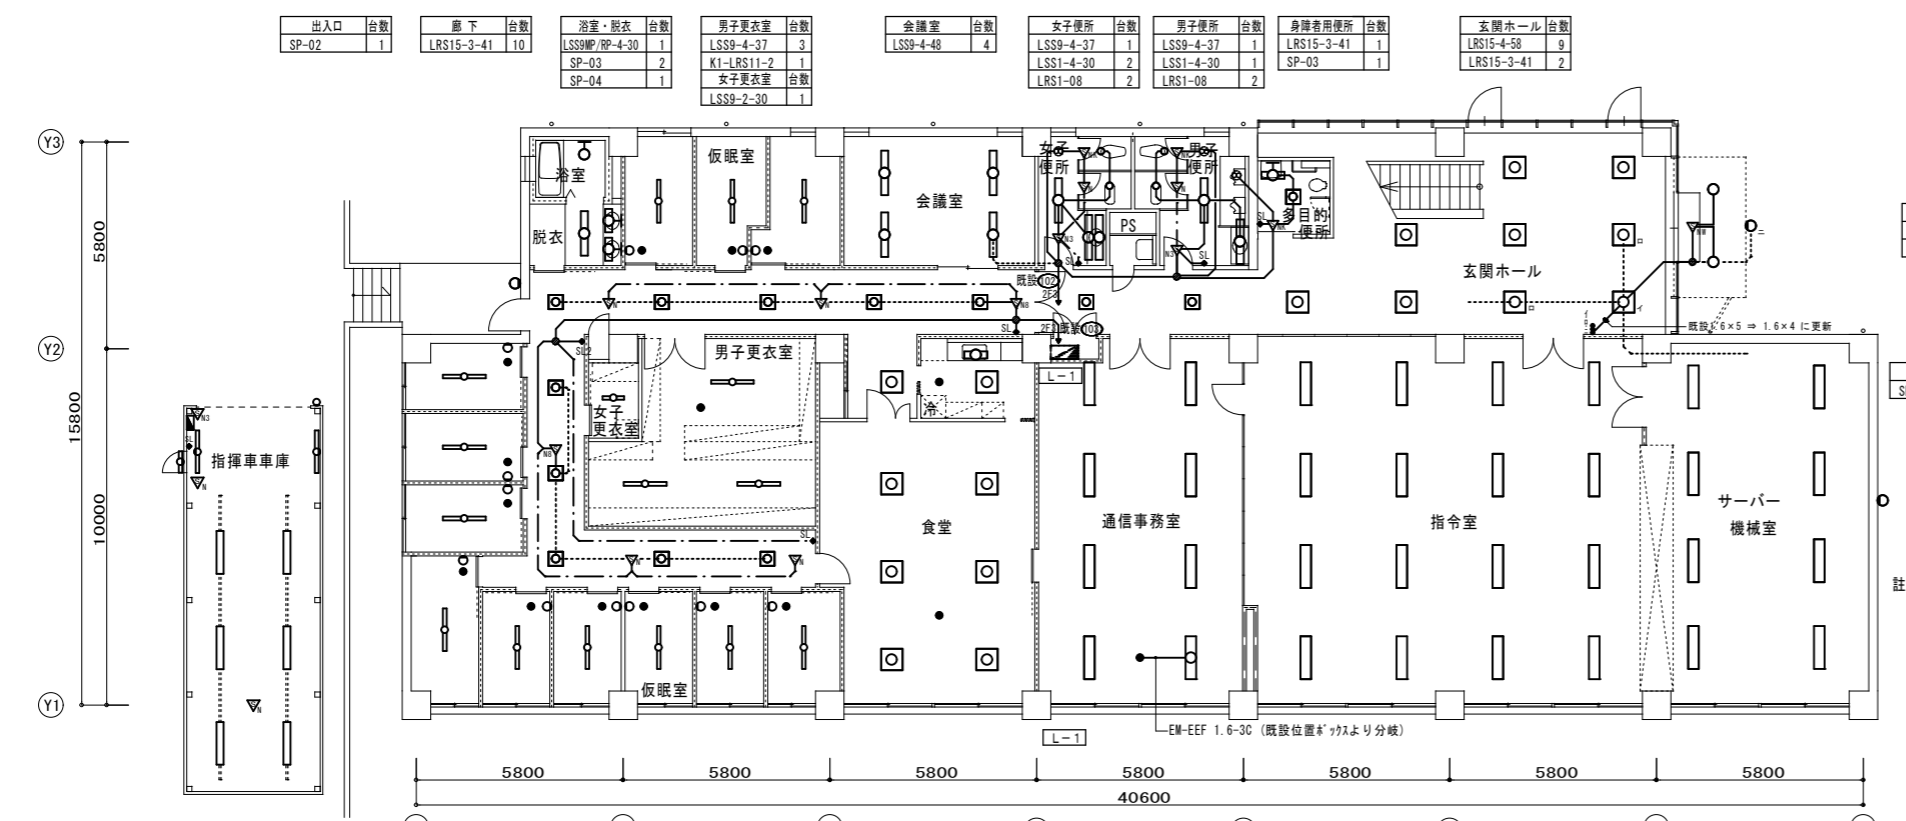 出入口 台数
SP-02 1
廊 下 台数
LRS15-3-41 10
浴室・脱衣 台数
LSS9MP/RP-4-30 1
SP-03 2
SP-04 1
男子更衣室 台数
LSS9-4-37 3
K1-LRS11-2 1
女子更衣室 台数
LSS9-2-30 1
会議室 台数
LSS9-4-48 4
女子便所 台数
LSS9-4-37 1
LSS1-4-30 2
LRS1-08 2
男子便所 台数
LSS9-4-37 1
LSS1-4-30 1
LRS1-08 2
身障者用便所 台数
LRS15-3-41 1
SP-03 1
玄関ホール 台数
LRS15-4-58 9
LRS15-3-41 2
Y3
仮眠室
浴室
脱衣
会議室
女子
便所
男子
便所
PS
多目的
便所
玄関ホール
5800
既設 102
2F3
2F3 既設 103
既設1.6×5 ⇒ 1.6×4 に更新
Y2
SL2
SL
L-1
男子更衣室
女子
更衣室
冷
15800
10000
指揮車車庫
食堂
通信事務室
指令室
サーバー
機械室
註
仮眠室
Y1
EM-EEF 1.6-3C (既設位置ボックスより分岐)
L-1
5800 5800 5800 5800 5800 5800 5800
40600